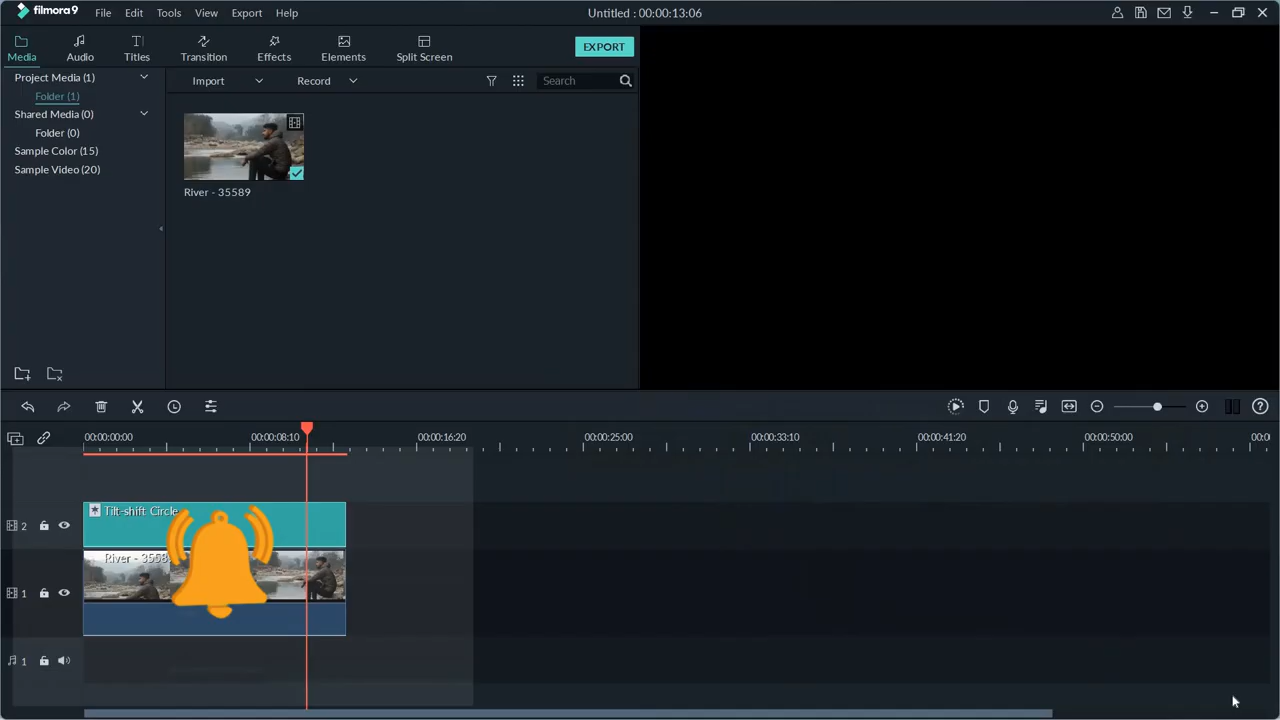 filmora9 File Edit Tools View Export Help Untitled : 00:00:13:06
Media Audio Titles Transition Effects Elements Split Screen EXPORT
Project Media (1)
Folder (1)
Shared Media (0)
Folder (0)
Sample Color (15)
Sample Video (20)
Import Record Search
River - 35589
00:00:00:00 00:00:08:10 00:00:16:20 00:00:25:00 00:00:33:10 00:00:41:20 00:00:50:00
2 Tilt-shift Circle
1 River - 3558
1